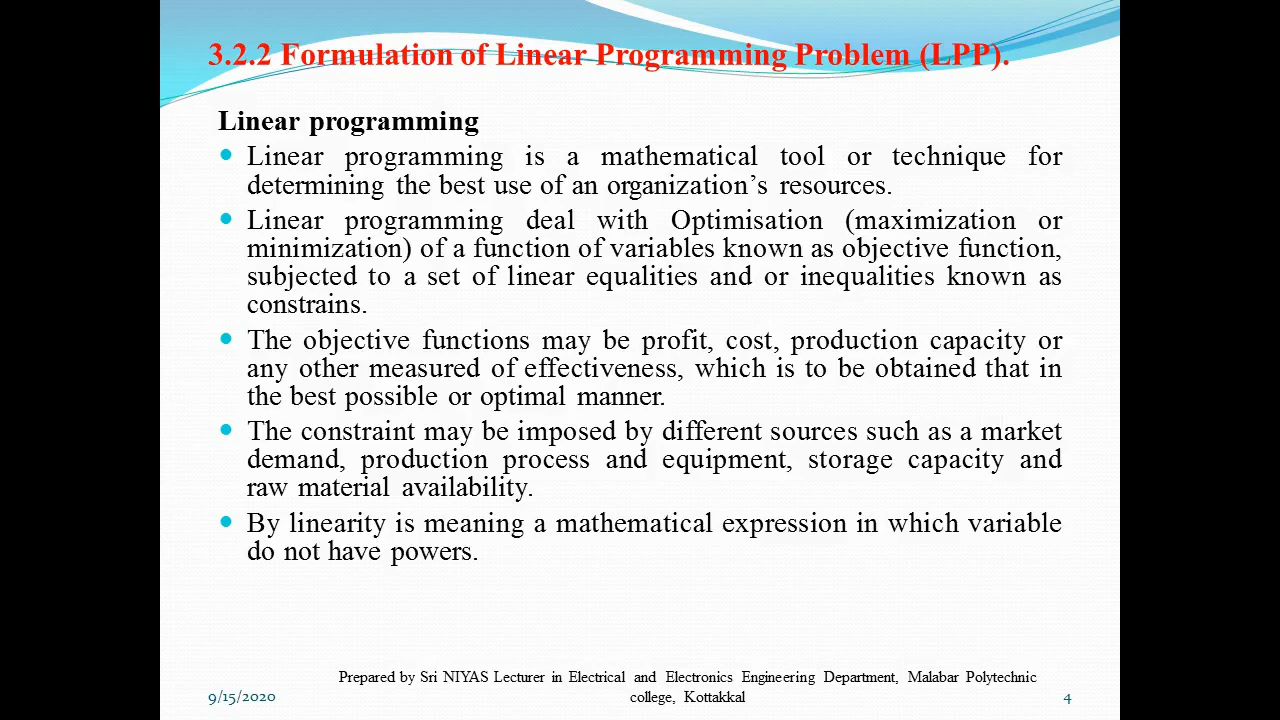 3.2.2 Formulation of Linear Programming Problem (LPP).
Linear programming
Linear programming is a mathematical tool or technique for
determining the best use of an organization’s resources.
Linear programming deal with Optimisation (maximization or
minimization) of a function of variables known as objective function,
subjected to a set of linear equalities and or inequalities known as
constrains.
The objective functions may be profit, cost, production capacity or
any other measured of effectiveness, which is to be obtained that in
the best possible or optimal manner.
The constraint may be imposed by different sources such as a market
demand, production process and equipment, storage capacity and
raw material availability.
By linearity is meaning a mathematical expression in which variable
do not have powers.
Prepared by Sri NIYAS Lecturer in Electrical and Electronics Engineering Department, Malabar Polytechnic
9/15/2020 college, Kottakkal 4